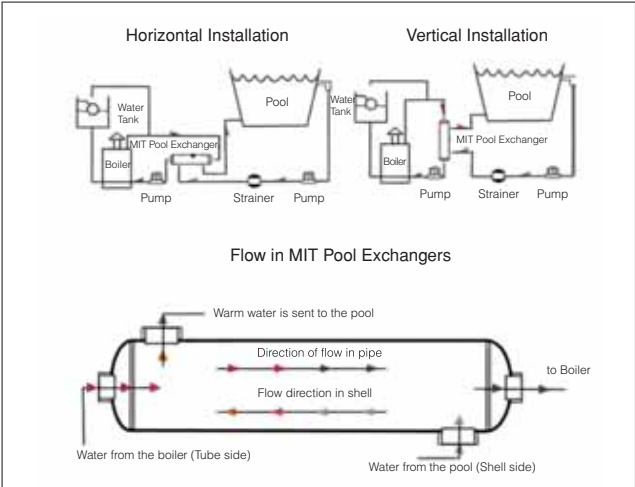 Horizontal Installation
Water
Tank
Pool
MIT Pool Exchanger
Boiler
Pump
Strainer
Pump
Vertical Installation
Water
Tank
Pool
MIT Pool Exchanger
Boiler
Pump
Strainer
Pump
Flow in MIT Pool Exchangers
Warm water is sent to the pool
Direction of flow in pipe
to Boiler
Flow direction in shell
Water from the boiler (Tube side)
Water from the pool (Shell side)